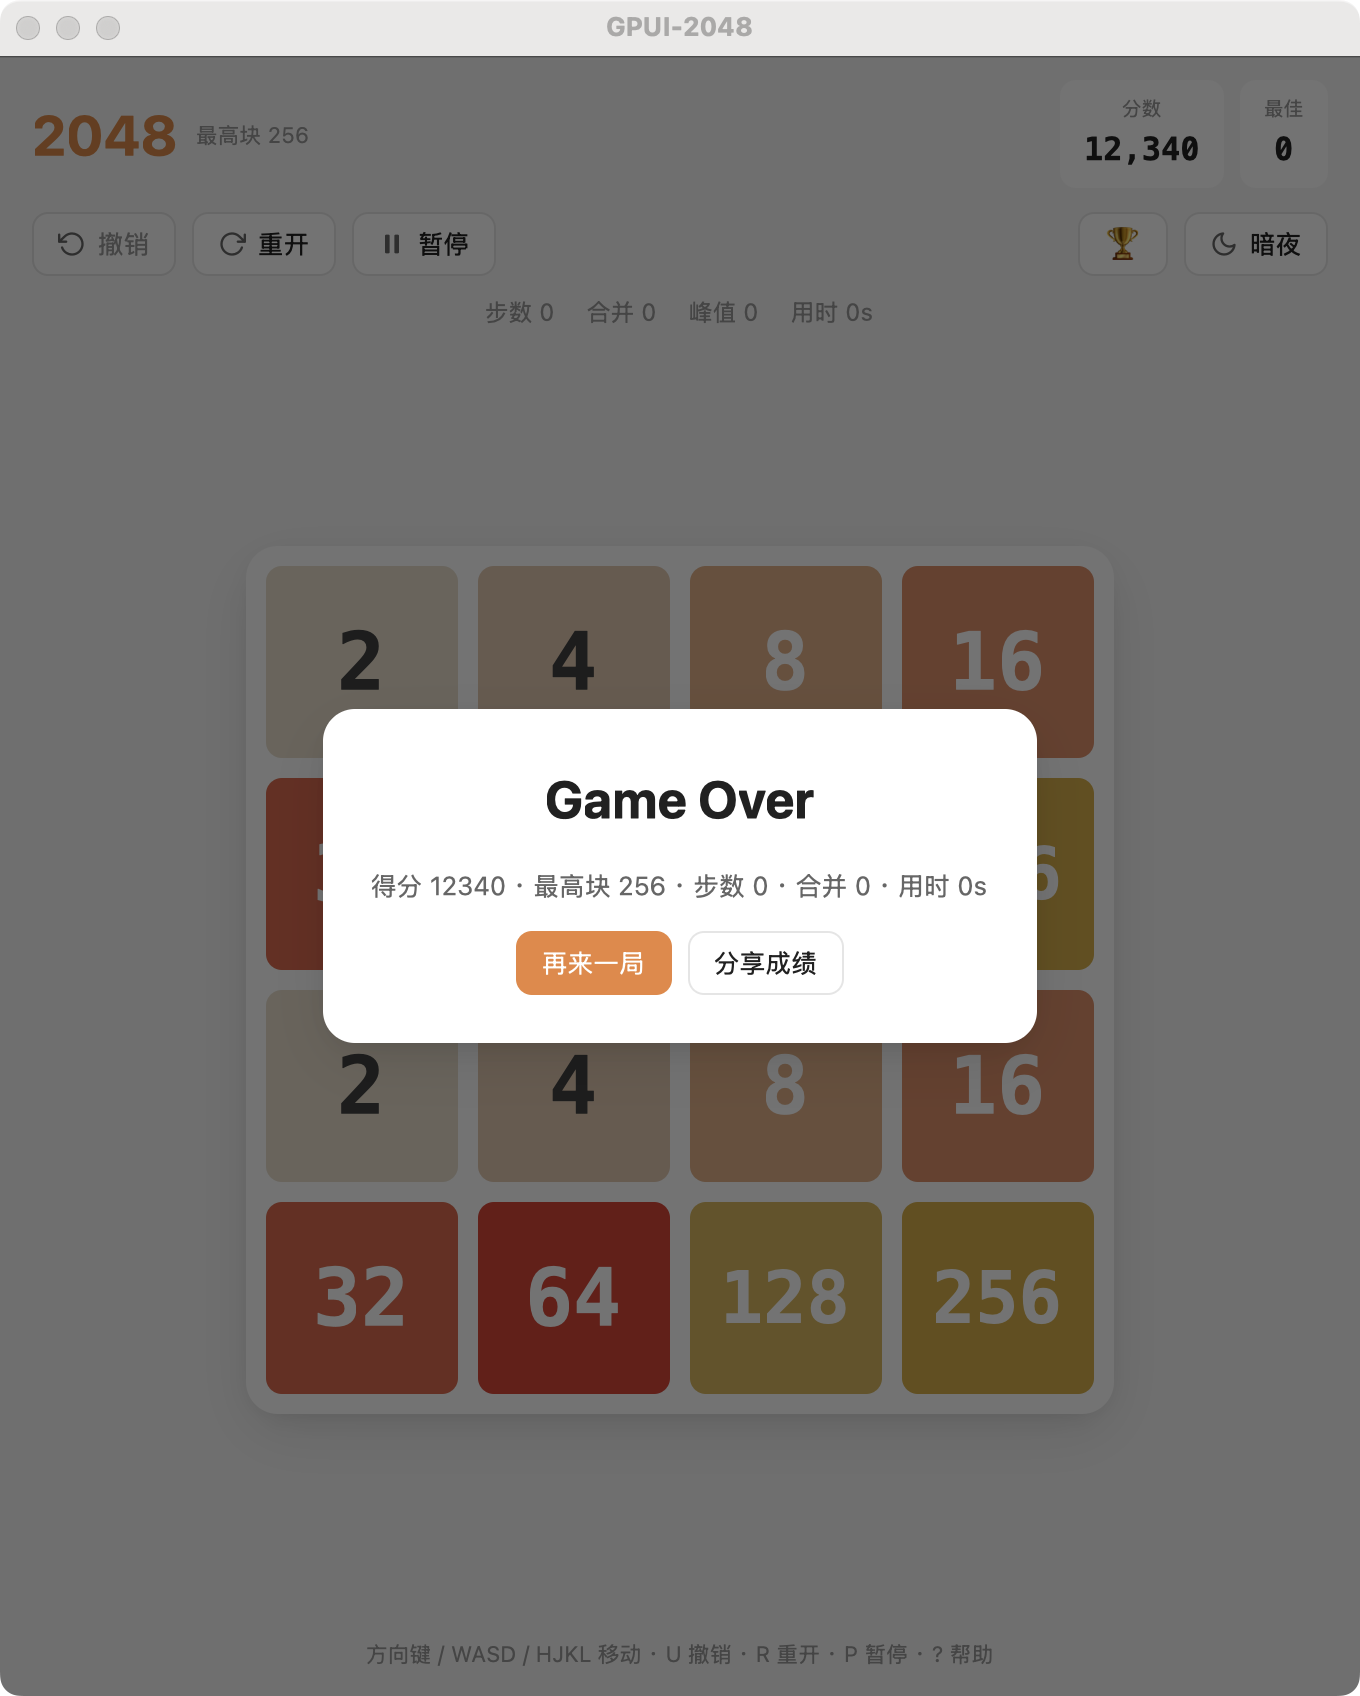 GPUI-2048
2048 最高块 256
分数
12,340
最佳
0
撤销 重开 暂停 暗夜
步数 0 合并 0 峰值 0 用时 0s
2 4 8 16
Game Over
得分 12340 · 最高块 256 · 步数 0 · 合并 0 · 用时 0s
再来一局 分享成绩
2 4 8 16
32 64 128 256
方向键 / WASD / HJKL 移动 · U 撤销 · R 重开 · P 暂停 · ? 帮助